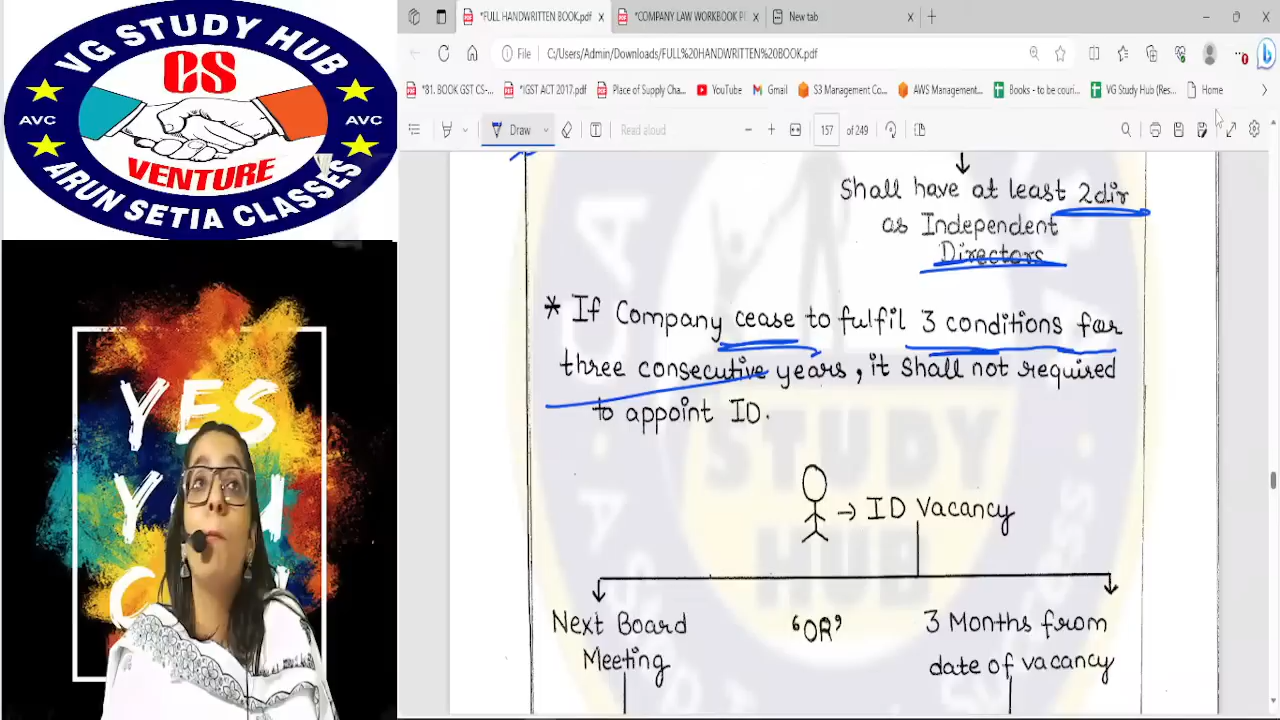 VG STUDY HUB
CS
AVC
AVC
VENTURE
ARUN SETIA CLASSES
YES
*FULL HANDWRITTEN BOOK.pdf
*COMPANY LAW WORKBOOK
New tab
File
C:/Users/Admin/Downloads/FULL%20HANDWRITTEN%20BOOK.pdf
*81. BOOK GST CS-...
*IGST ACT 2017.pdf
Place of Supply Cha...
YouTube
Gmail
S3 Management Co...
AWS Management...
Books - to be couri...
VG Study Hub (Res...
Home
Draw
Read aloud
157
of 249
Shall have at least 2dir
as Independent
Directors
* If Company cease to fulfil 3 conditions for
three consecutive years, it shall not required
to appoint ID.
→ ID Vacancy
Next Board
Meeting
‘OR’
3 Months from
date of vacancy